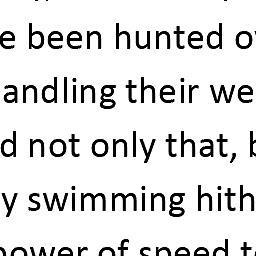 e been hunted o
andling their we
d not only that,
y swimming hith
power of speed t